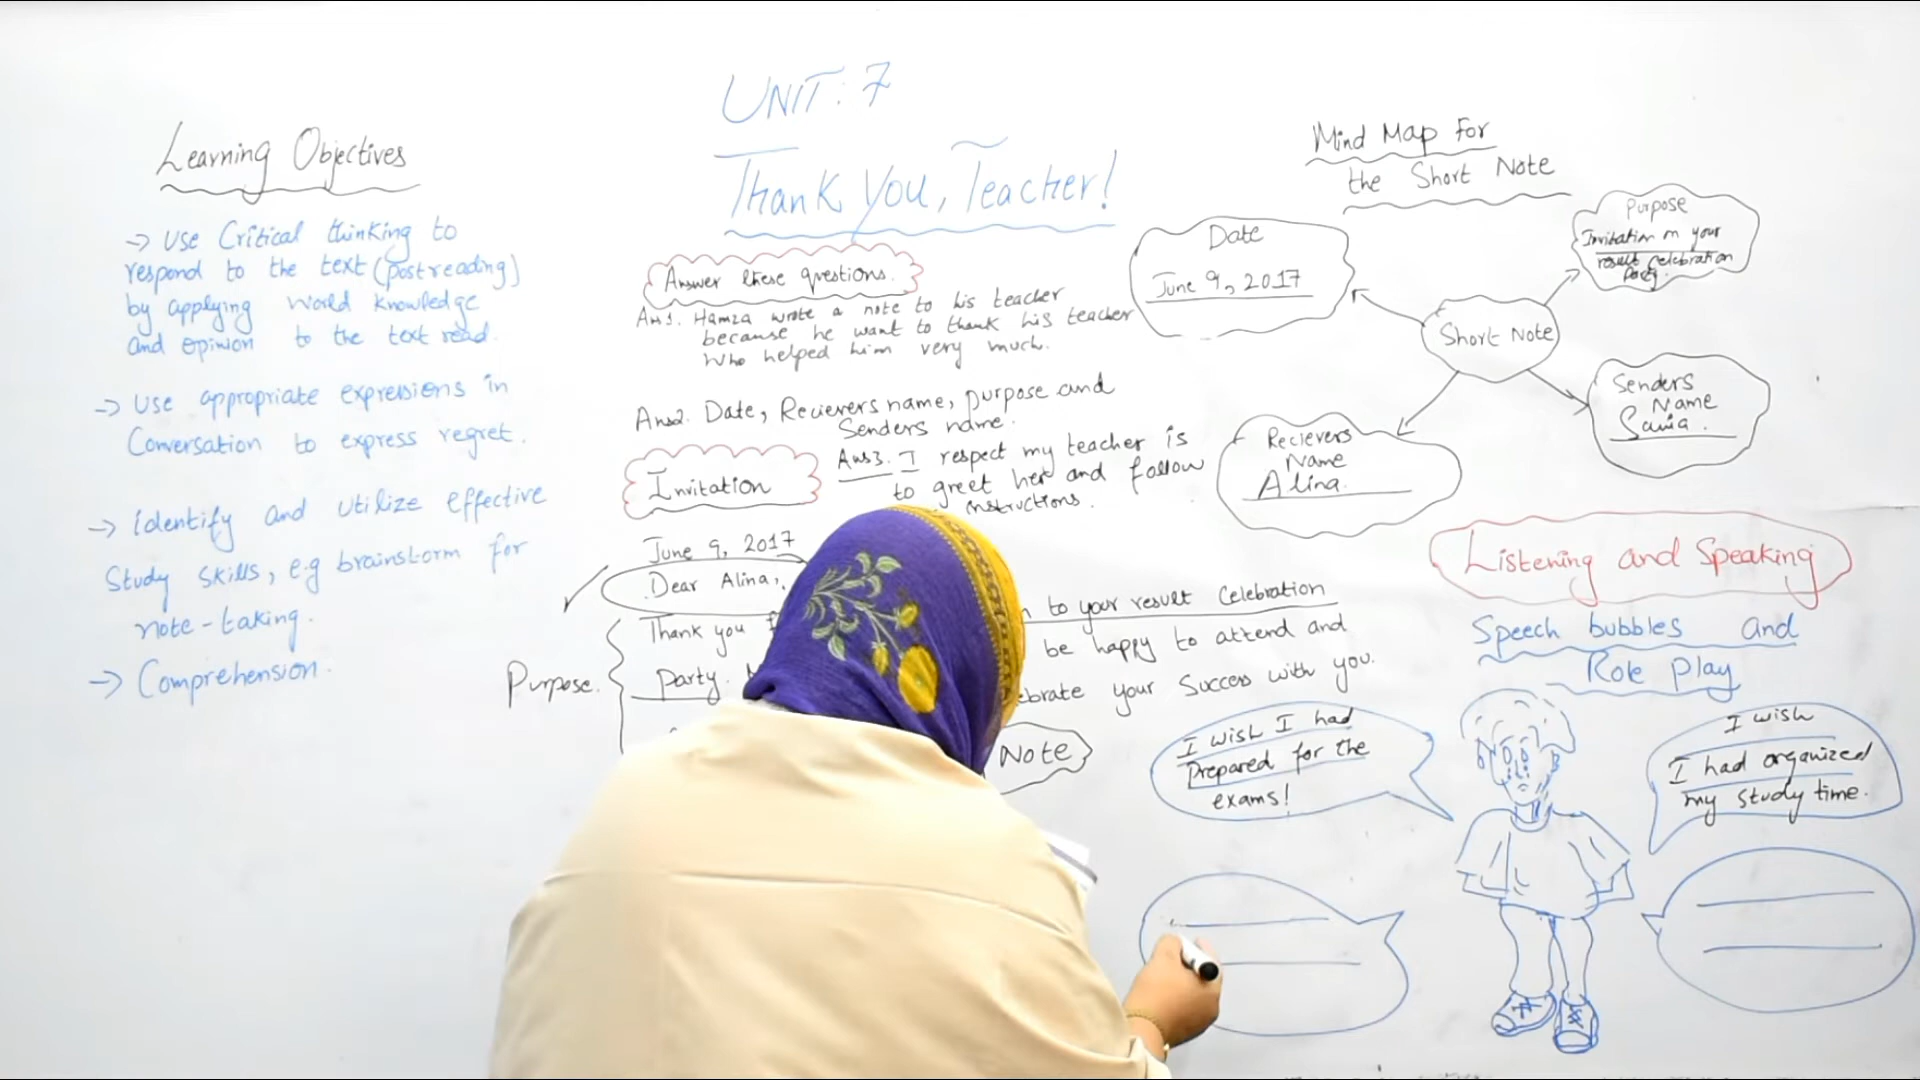 UNIT: 7
Thank You, Teacher!
Learning Objectives
-> Use Critical thinking to
respond to the text (post reading)
by applying world knowledge
and opinion to the text read.
-> Use appropriate expressions in
Conversation to express regret.
-> identify and utilize effective
Study skills, e.g brainstorm for
note-taking.
-> Comprehension.
Answer these questions.
Ans1. Hamza wrote a note to his teacher
because he want to thank his teacher
who helped him very much.
Ans2. Date, Recievers name, purpose and
Senders name.
Ans3. I respect my teacher is
to greet her and follow
instructions.
Invitation
June 9, 2017
Dear Alina,
Thank you
to your result Celebration
party.
be happy to attend and
your Success with you.
Purpose.
Note
Mind Map For
the Short Note
Date
June 9, 2017
Purpose
Invitation on your
result Celebration
Party.
Short Note
Senders
Name
Sania.
Recievers
Name
Alina.
Listening and Speaking
Speech bubbles and
Role Play
I wish I had
Prepared for the
exams!
I wish
I had organized
my study time.